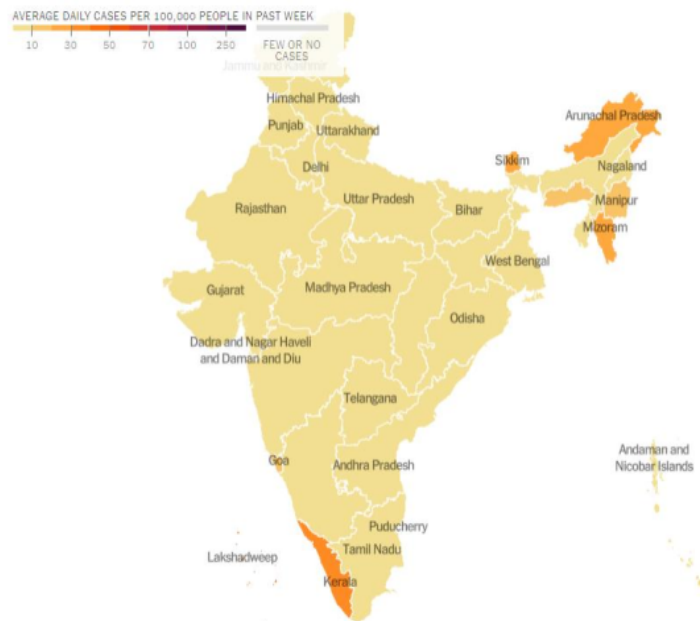 AVERAGE DAILY CASES PER 100,000 PEOPLE IN PAST WEEK
10 30 50 70 100 250
FEW OR NO
CASES
Jammu and Kashmir
Himachal Pradesh
Punjab
Uttarakhand
Arunachal Pradesh
Delhi
Sikkim
Nagaland
Uttar Pradesh
Rajasthan
Bihar
Manipur
Mizoram
West Bengal
Gujarat
Madhya Pradesh
Odisha
Dadra and Nagar Haveli
and Daman and Diu
Telangana
Goa
Andhra Pradesh
Andaman and
Nicobar Islands
Puducherry
Tamil Nadu
Lakshadweep
Kerala